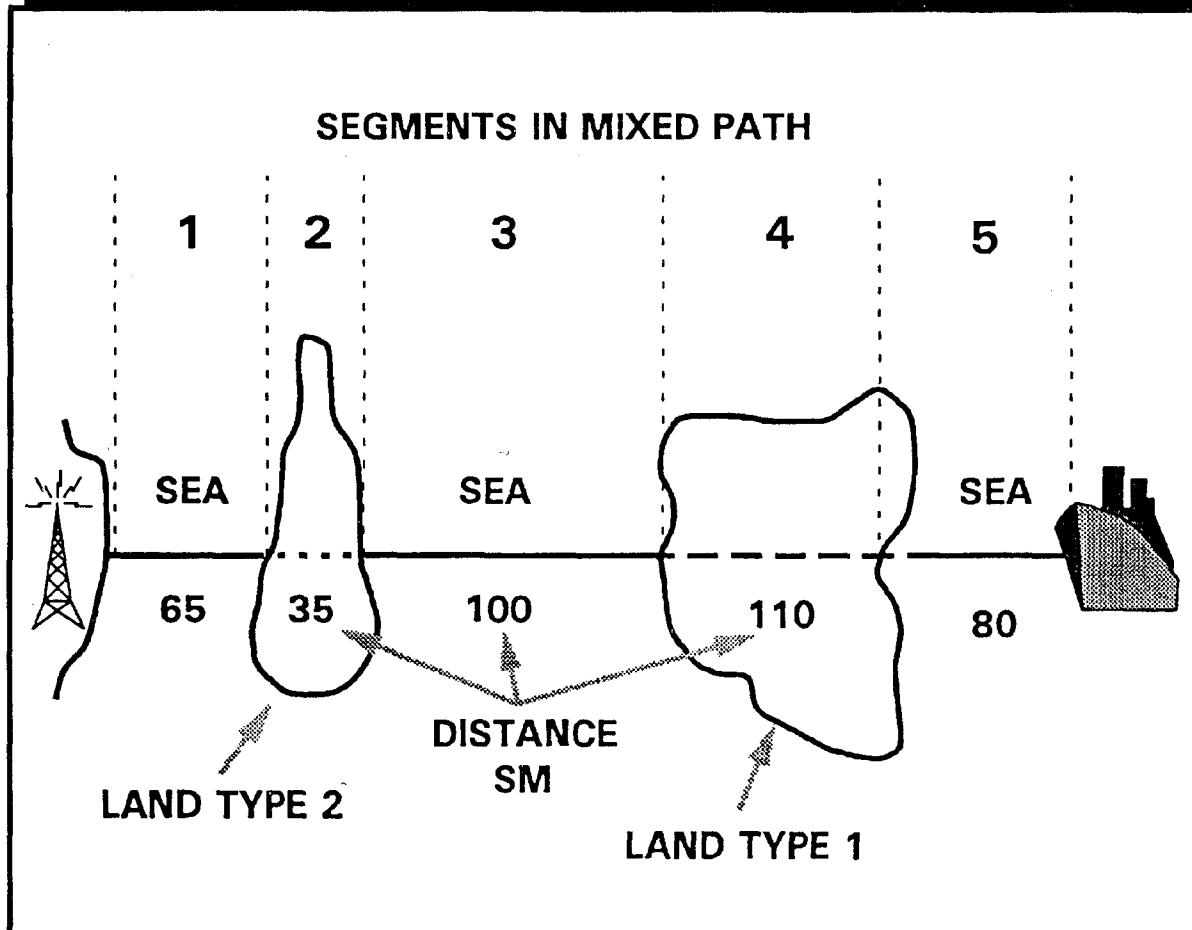 SEGMENTS IN MIXED PATH
1 2 3 4 5
SEA SEA SEA
65 35 100 110 80
DISTANCE
SM
LAND TYPE 2
LAND TYPE 1